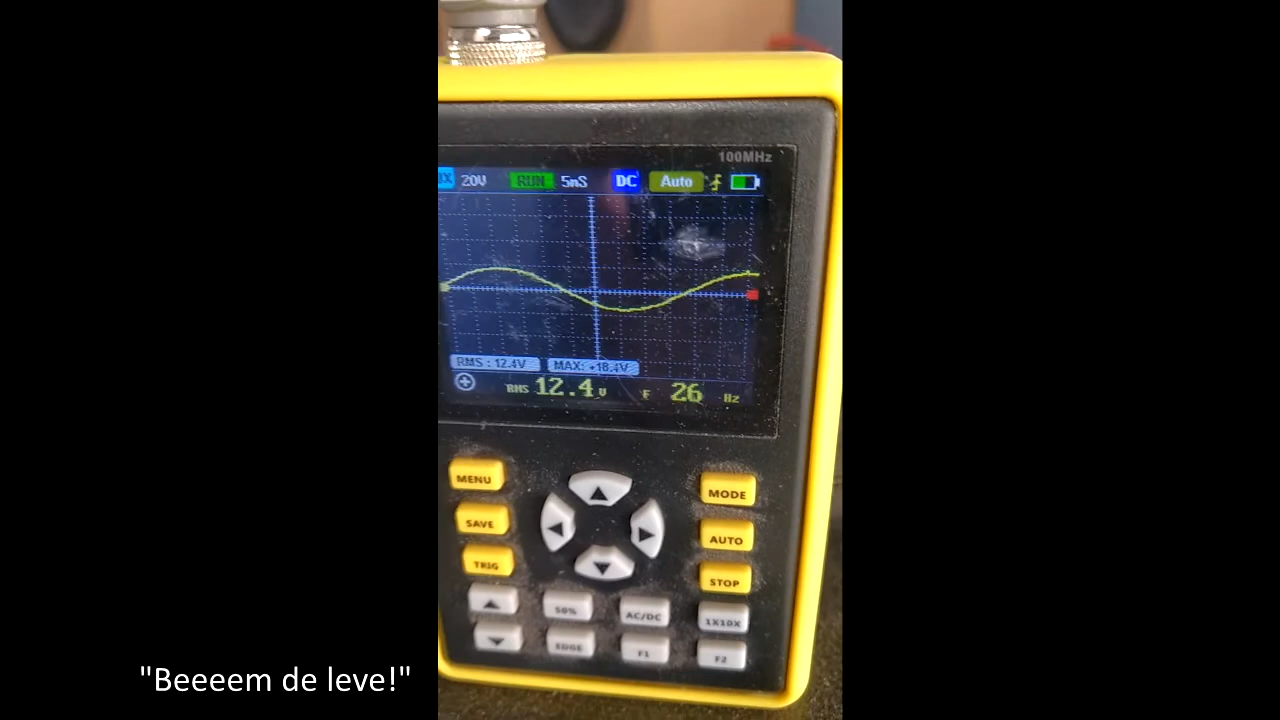 100MHz
20V RUN 5mS DC Auto
RMS : 12.4V MAX: +18.4V
RMS 12.4 V F 26 Hz
MENU
MODE
SAVE
AUTO
TRIG
STOP
50% AC/DC 1X10X
EDGE F1 F2
"Beeeem de leve!"